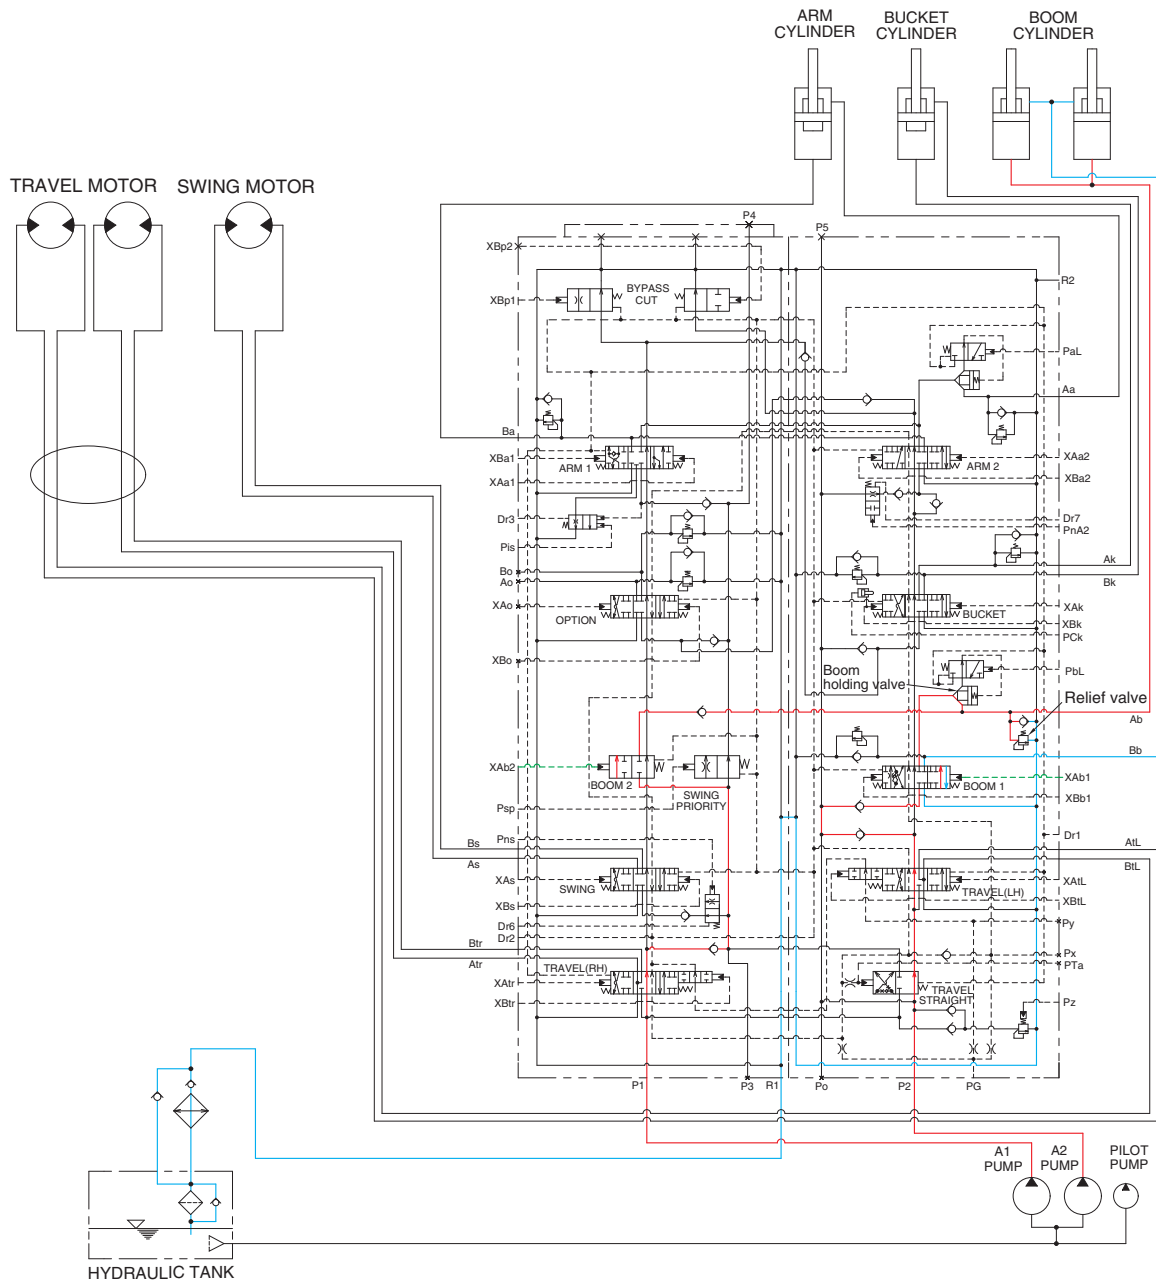 ARM
CYLINDER
BUCKET
CYLINDER
BOOM
CYLINDER
TRAVEL MOTOR
SWING MOTOR
P4
P5
XBp2
R2
XBp1
BYPASS
CUT
PaL
Aa
Ba
XBa1
ARM 1
XAa1
XAa2
ARM 2
XBa2
Dr3
Pis
Dr7
PnA2
Bo
Ao
Ak
Bk
XAo
OPTION
XBo
XAk
BUCKET
XBk
PCk
Boom
holding valve
PbL
Relief valve
Ab
Bb
XAb2
BOOM 2
SWING
PRIORITY
Psp
XAb1
BOOM 1
XBb1
Pns
Dr1
Bs
As
AtL
BtL
XAs
SWING
XBs
XAtL
TRAVEL(LH)
XBtL
Dr6
Dr2
Py
Btr
Atr
Px
PTa
TRAVEL(RH)
XAtr
XBtr
TRAVEL
STRAIGHT
Pz
P1
P3
R1
Po
P2
PG
A1
PUMP
A2
PUMP
PILOT
PUMP
HYDRAULIC TANK